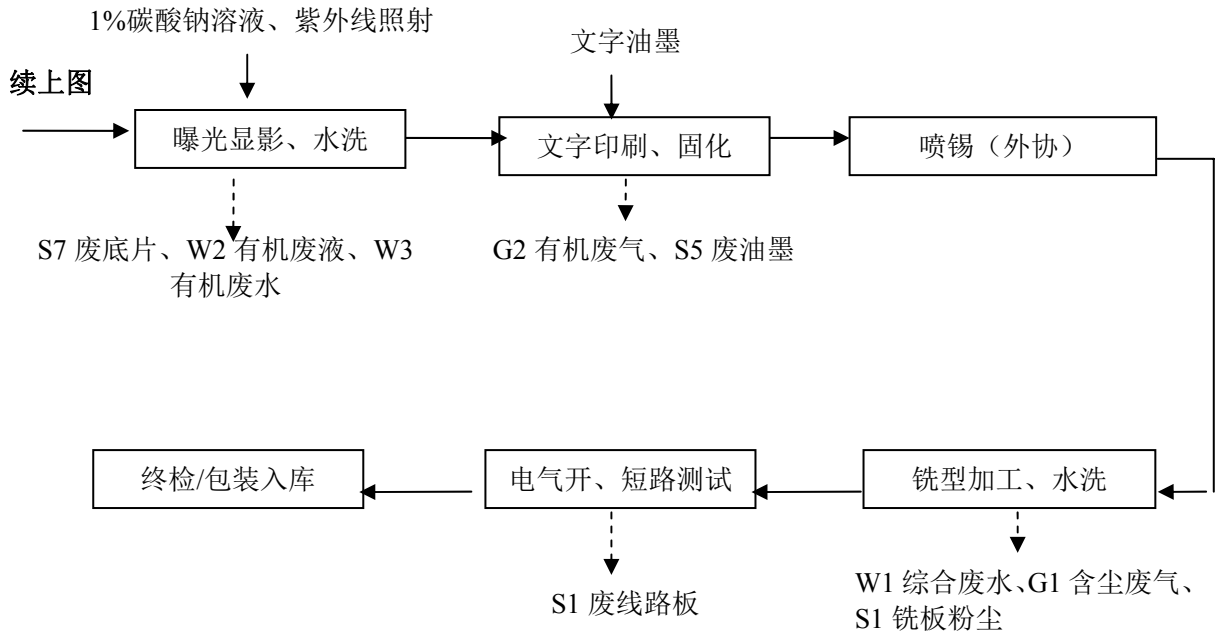 1%碳酸钠溶液、紫外线照射
文字油墨
续上图
曝光显影、水洗
文字印刷、固化
喷锡（外协）
S7 废底片、W2 有机废液、W3
有机废水
G2 有机废气、S5 废油墨
终检/包装入库
电气开、短路测试
铣型加工、水洗
S1 废线路板
W1 综合废水、G1 含尘废气、
S1 铣板粉尘